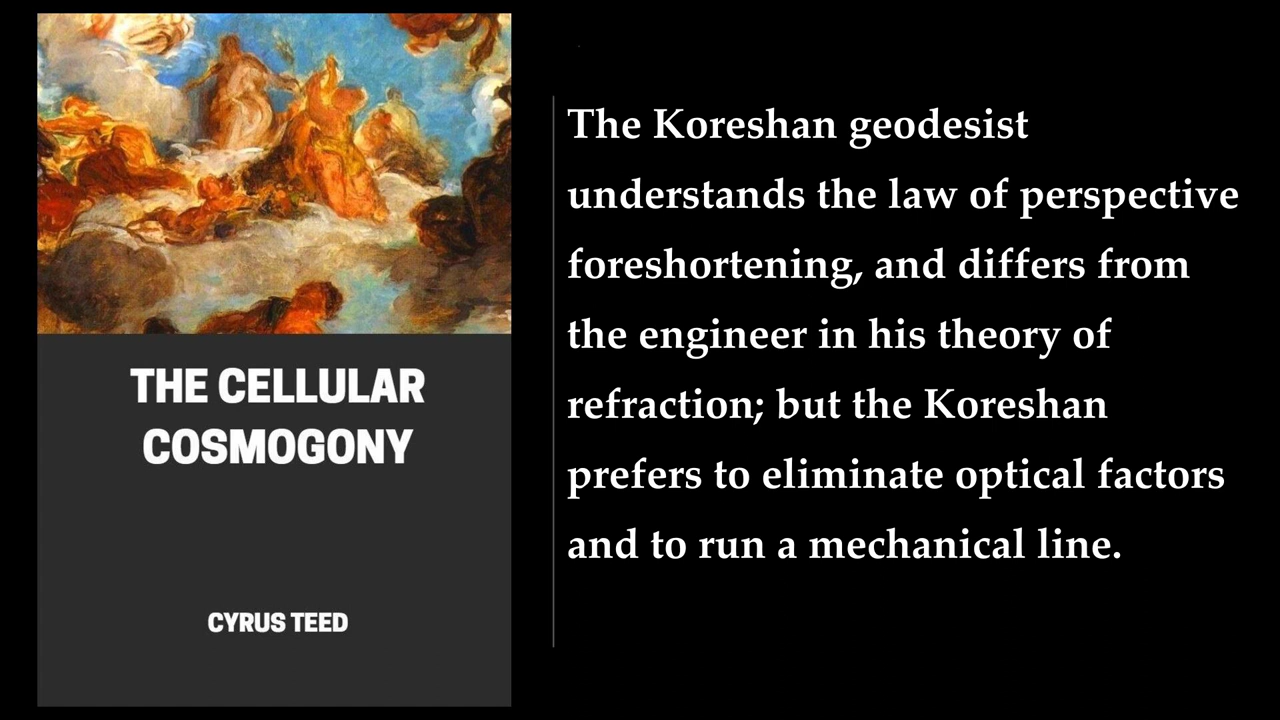 THE CELLULAR
COSMOGONY
CYRUS TEED
The Koreshan geodesist
understands the law of perspective
foreshortening, and differs from
the engineer in his theory of
refraction; but the Koreshan
prefers to eliminate optical factors
and to run a mechanical line.